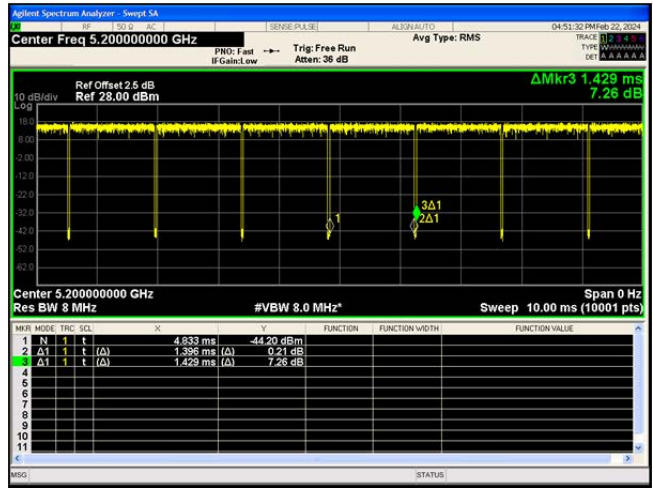 Agilent Spectrum Analyzer - Swept SA
RF 50 Ω AC SENSE:PULSE ALIGN AUTO 04:51:32 PM Feb 22, 2024
Center Freq 5.200000000 GHz Avg Type: RMS TRACE 1 2 3 4 5 6
PNO: Fast Trig: Free Run TYPE WWWWWW
IFGain:Low Atten: 36 dB DET A A A A A A
ΔMkr3 1.429 ms
7.26 dB
Ref Offset 2.5 dB
10 dB/div Ref 28.00 dBm
Log
18.0
8.00
-2.00
-12.0
-22.0
-32.0
-42.0
-52.0
-62.0
3Δ1
1 2Δ1
Center 5.200000000 GHz Span 0 Hz
Res BW 8 MHz #VBW 8.0 MHz* Sweep 10.00 ms (10001 pts)
MKR MODE TRC SCL X Y FUNCTION FUNCTION WIDTH FUNCTION VALUE
1 N 1 t 4.833 ms -44.20 dBm
2 Δ1 1 t (Δ) 1.396 ms (Δ) 0.21 dB
3 Δ1 1 t (Δ) 1.429 ms (Δ) 7.26 dB
4
5
6
7
8
9
10
11
MSG STATUS